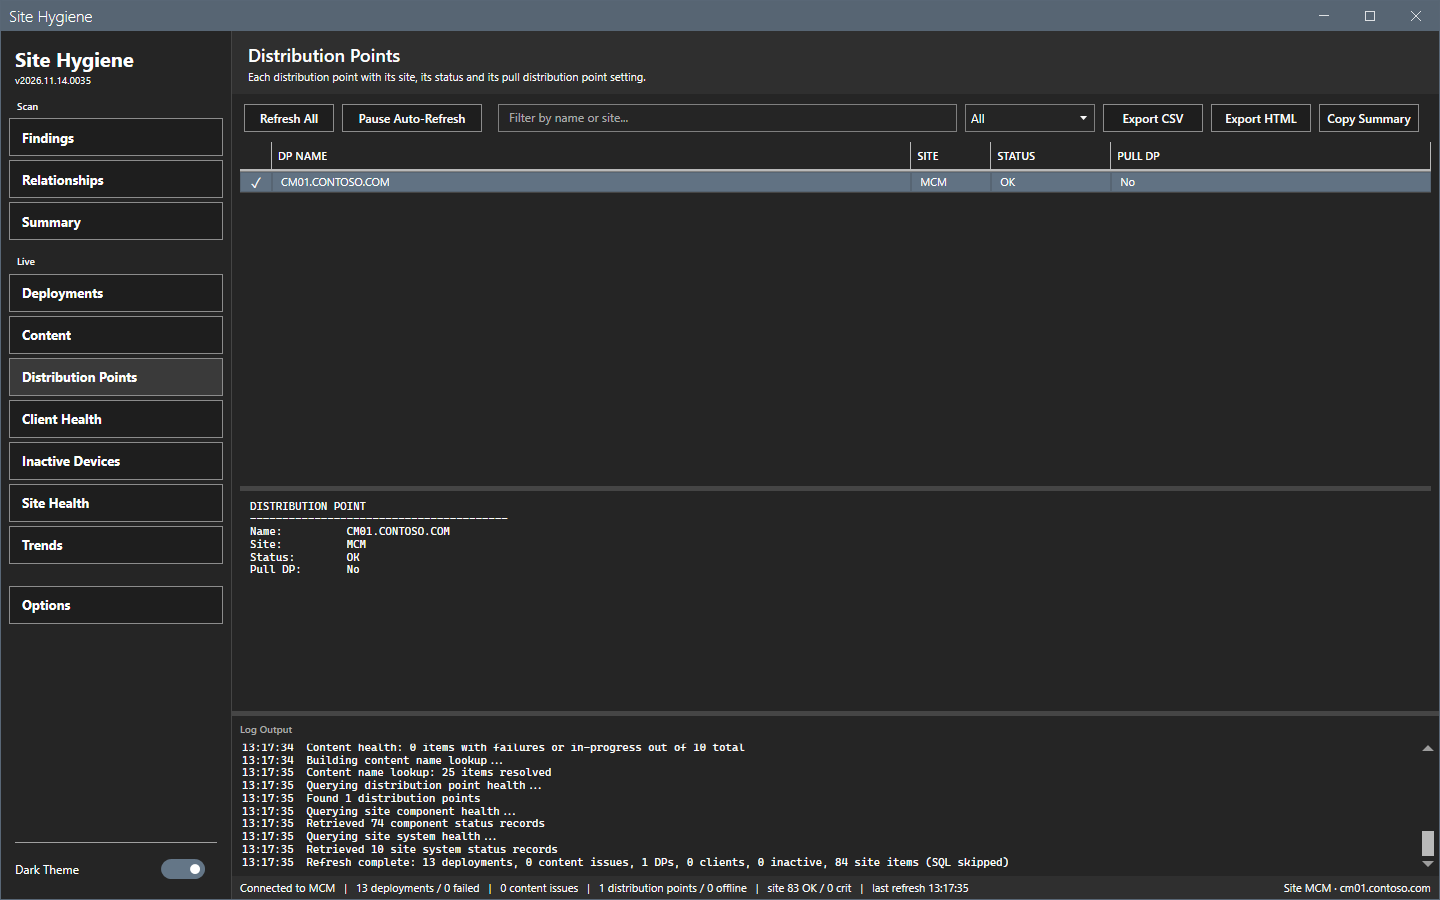 Site Hygiene
Site Hygiene
v2026.11.14.0035
Scan
Findings
Relationships
Summary
Live
Deployments
Content
Distribution Points
Client Health
Inactive Devices
Site Health
Trends
Options
Dark Theme
Distribution Points
Each distribution point with its site, its status and its pull distribution point setting.
Refresh All
Pause Auto-Refresh
Filter by name or site...
All
Export CSV
Export HTML
Copy Summary
DP NAME SITE STATUS PULL DP
✓ CM01.CONTOSO.COM MCM OK No
DISTRIBUTION POINT
----------------------------------------
Name: CM01.CONTOSO.COM
Site: MCM
Status: OK
Pull DP: No
Log Output
13:17:34 Content health: 0 items with failures or in-progress out of 10 total
13:17:34 Building content name lookup...
13:17:35 Content name lookup: 25 items resolved
13:17:35 Querying distribution point health...
13:17:35 Found 1 distribution points
13:17:35 Querying site component health...
13:17:35 Retrieved 74 component status records
13:17:35 Querying site system health...
13:17:35 Retrieved 10 site system status records
13:17:35 Refresh complete: 13 deployments, 0 content issues, 1 DPs, 0 clients, 0 inactive, 84 site items (SQL skipped)
Connected to MCM | 13 deployments / 0 failed | 0 content issues | 1 distribution points / 0 offline | site 83 OK / 0 crit | last refresh 13:17:35
Site MCM · cm01.contoso.com